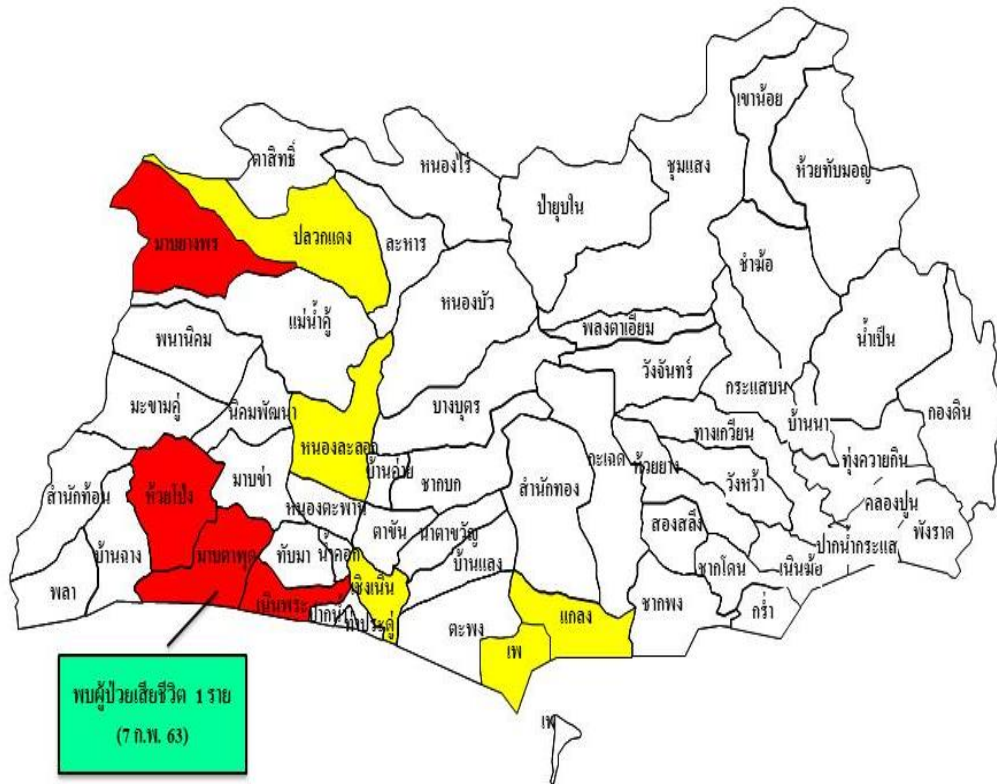 เขาน้อย
ตาสิทธิ์
หนองไร่
ชุมแสง
ห้วยทับมอญ
ป่ายุบใน
มาบยางพร
ปลวกแดง
ละหาร
ชำฆ้อ
หนองบัว
แม่น้ำคู้
พลงตาเอี่ยม
น้ำเป็น
พนานิคม
วังจันทร์
กระแสบน
มะขามคู่
นิคมพัฒนา
บางบุตร
บ้านนา
กองดิน
หนองละลอก
ทางเกวียน
บ้านค่าย
กะเฉด
ห้วยยาง
ทุ่งควายกิน
สำนักท้อน
ห้วยโป่ง
มาบข่า
ชากบก
สำนักทอง
วังหว้า
คลองปูน
หนองตะพาน
ตาขัน
นาตาขวัญ
สองสลึง
พังราด
บ้านฉาง
มาบตาพุด
ทับมา
น้ำคอก
บ้านแลง
ปากน้ำกระแส
พลา
เชิงเนิน
ชากโดน
เนินฆ้อ
เนินพระ
ปากน้ำ
ท่าประดู่
ตะพง
แกลง
ชากพง
กร่ำ
เพ
พบผู้ป่วยเสียชีวิต 1 ราย
(7 ก.พ. 63)
เพ